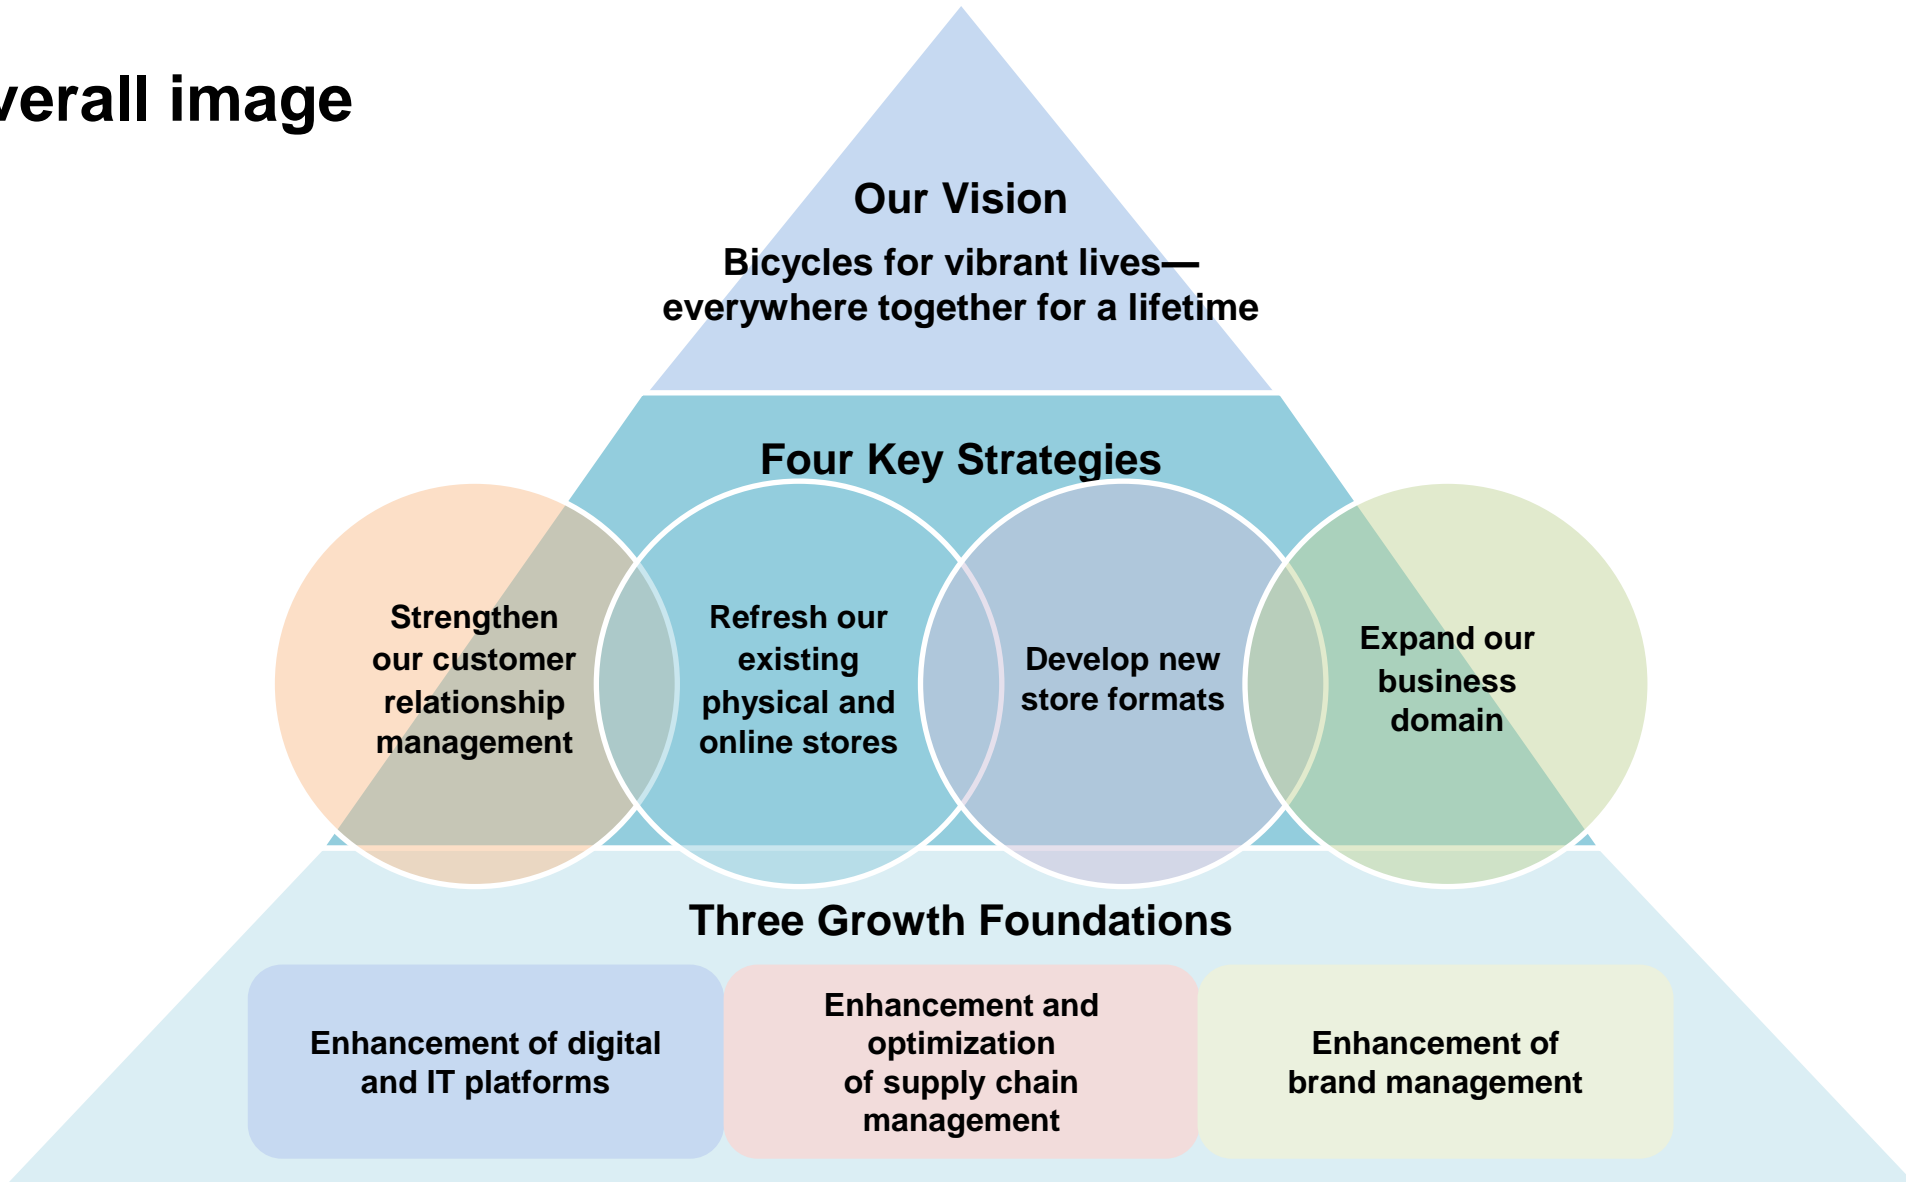 verall image
Our Vision
Bicycles for vibrant lives—
everywhere together for a lifetime
Four Key Strategies
Strengthen
our customer
relationship
management
Refresh our
existing
physical and
online stores
Develop new
store formats
Expand our
business
domain
Three Growth Foundations
Enhancement of digital
and IT platforms
Enhancement and
optimization
of supply chain
management
Enhancement of
brand management